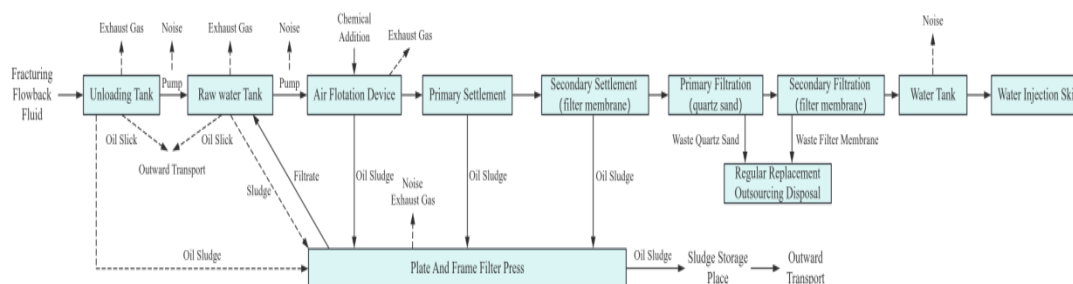 Exhaust Gas
Noise
Exhaust Gas
Noise
Chemical
Addition
Exhaust Gas
Noise
Fracturing
Flowback
Fluid
Unloading Tank
Pump
Raw water Tank
Pump
Air Flotation Device
Primary Settlement
Secondary Settlement
(filter membrane)
Primary Filtration
(quartz sand)
Secondary Filtration
(filter membrane)
Water Tank
Water Injection Ski
Oil Slick
Oil Slick
Outward Transport
Waste Quartz Sand
Waste Filter Membrane
Regular Replacement
Outsourcing Disposal
Sludge
Filtrate
Oil Sludge
Noise
Exhaust Gas
Oil Sludge
Oil Sludge
Oil Sludge
Plate And Frame Filter Press
Oil Sludge
Sludge Storage
Place
Outward
Transport